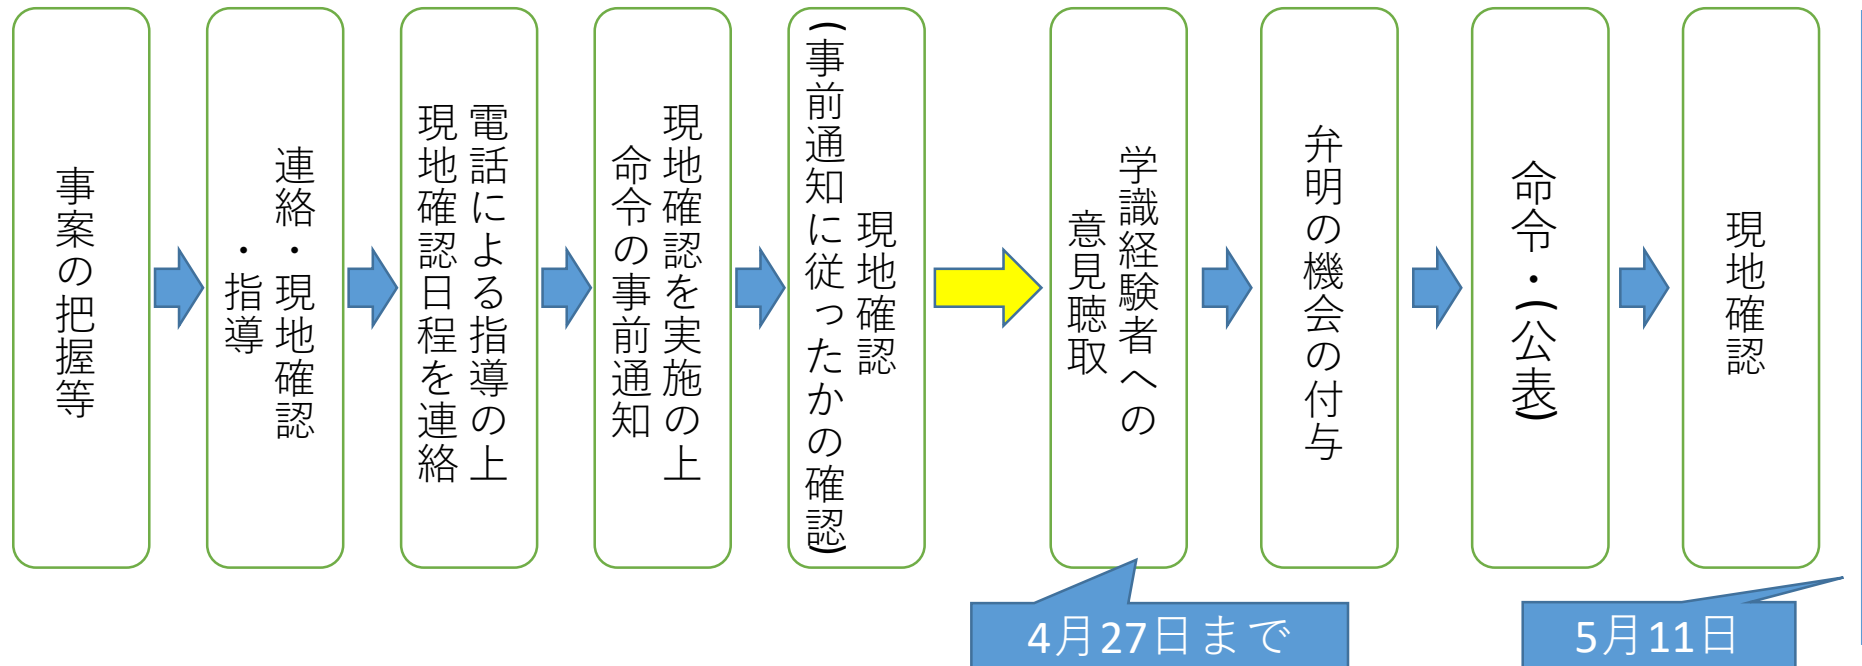 事案の把握等
連絡・現地確認
・指導
電話による指導の上
現地確認日程を連絡
現地確認を実施の上
命令の事前通知
現地確認
(事前通知に従ったかの確認)
学識経験者への
意見聴取
弁明の機会の付与
命令・(公表)
現地確認
4月27日まで
5月11日